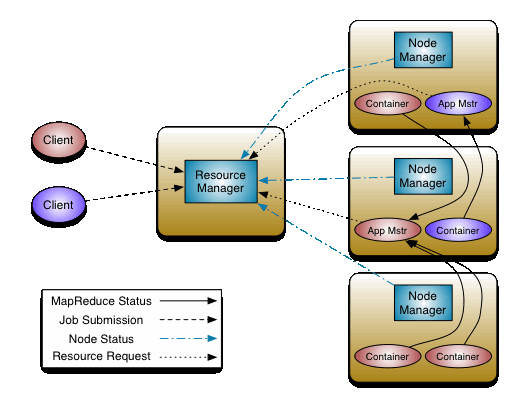 Node
Manager
Container
App Mstr
Client
Resource
Manager
Node
Manager
Client
App Mstr
Container
Node
Manager
MapReduce Status
Job Submission
Node Status
Resource Request
Container
Container